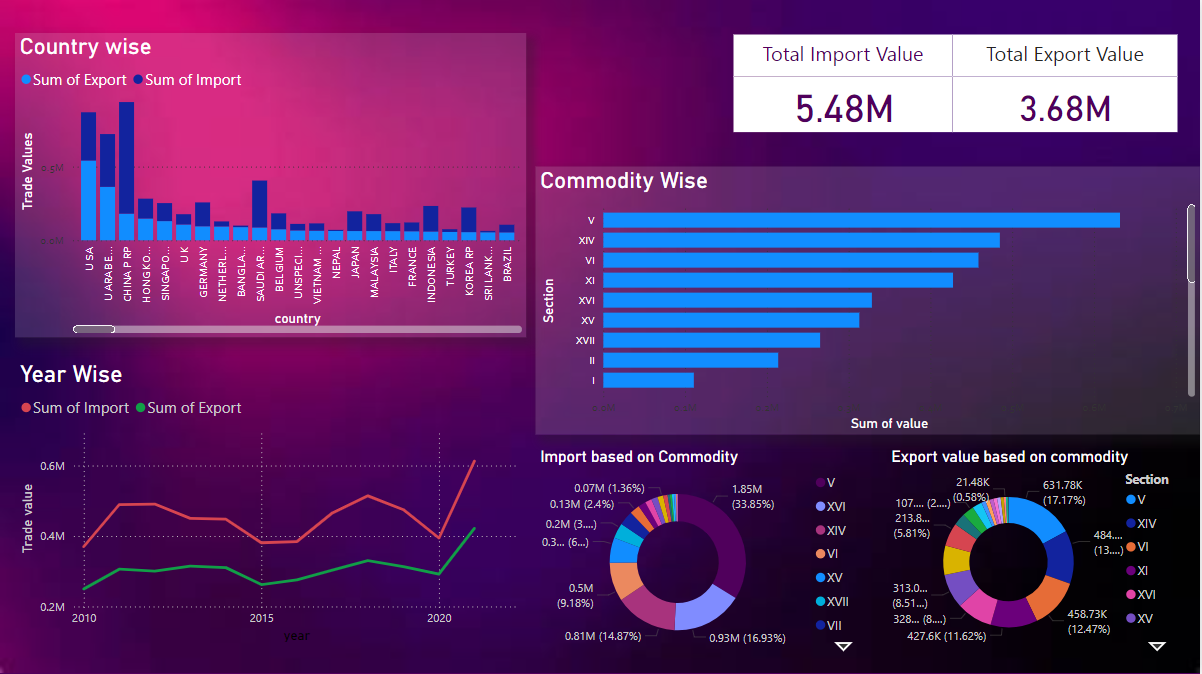 Country wise
Sum of Export Sum of Import
Trade Values
0.5M
0.0M
U S A
U ARAB E...
CHINA P RP
HONG KO...
SINGAPO...
U K
GERMANY
NETHERL...
BANGLA...
SAUDI AR...
BELGIUM
UNSPECI...
VIETNAM ...
NEPAL
JAPAN
MALAYSIA
ITALY
FRANCE
INDONESIA
TURKEY
KOREA RP
SRI LANK...
BRAZIL
country
Total Import Value
Total Export Value
5.48M
3.68M
Commodity Wise
Section
V
XIV
VI
XI
XVI
XV
XVII
II
I
Sum of value
Year Wise
Sum of Import Sum of Export
Trade value
0.6M
0.4M
0.2M
2010
2015
2020
year
Import based on Commodity
1.85M
(33.85%)
0.93M (16.93%)
0.81M (14.87%)
0.5M
(9.18%)
0.3... (6...)
0.2M (3....)
0.13M (2.4%)
0.07M (1.36%)
V
XVI
XIV
VI
XV
XVII
VII
Export value based on commodity
631.78K
(17.17%)
484....
(13....)
458.73K
(12.47%)
427.6K (11.62%)
328... (8....)
313.0...
(8.51...)
213.8...
(5.81%)
107.... (2....)
21.48K
(0.58%)
Section
V
XIV
VI
XI
XVI
XV